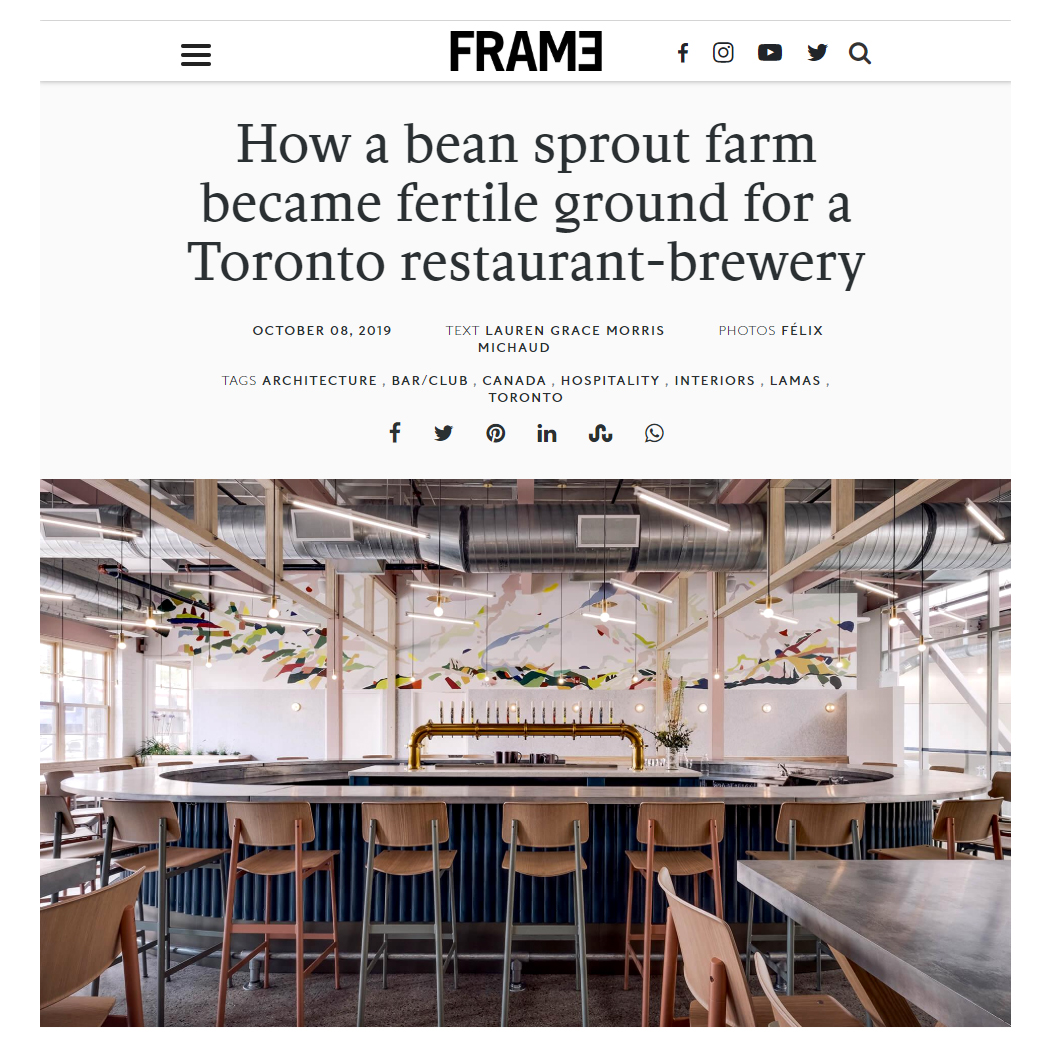 FRAME
How a bean sprout farm
became fertile ground for a
Toronto restaurant-brewery
OCTOBER 08, 2019 TEXT LAUREN GRACE MORRIS PHOTOS FÉLIX
MICHAUD
TAGS ARCHITECTURE , BAR/CLUB , CANADA , HOSPITALITY , INTERIORS , LAMAS ,
TORONTO